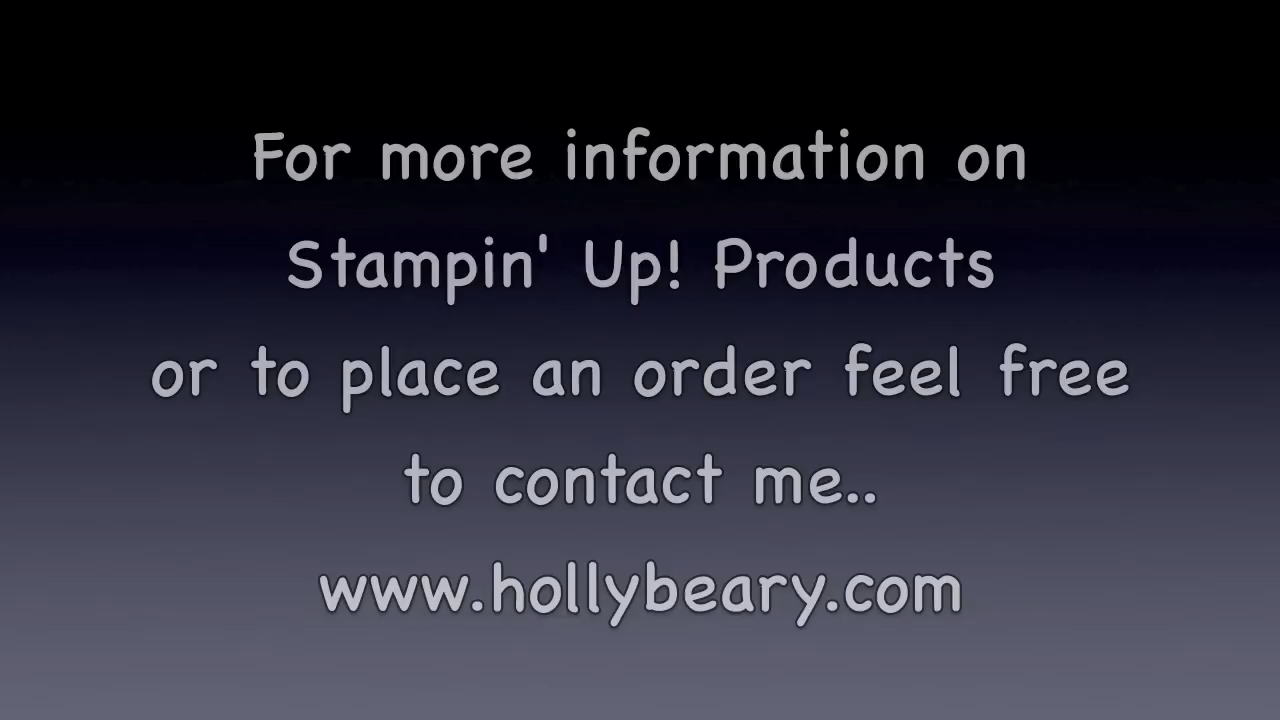 For more information on
Stampin' Up! Products
or to place an order feel free
to contact me..
www.hollybeary.com